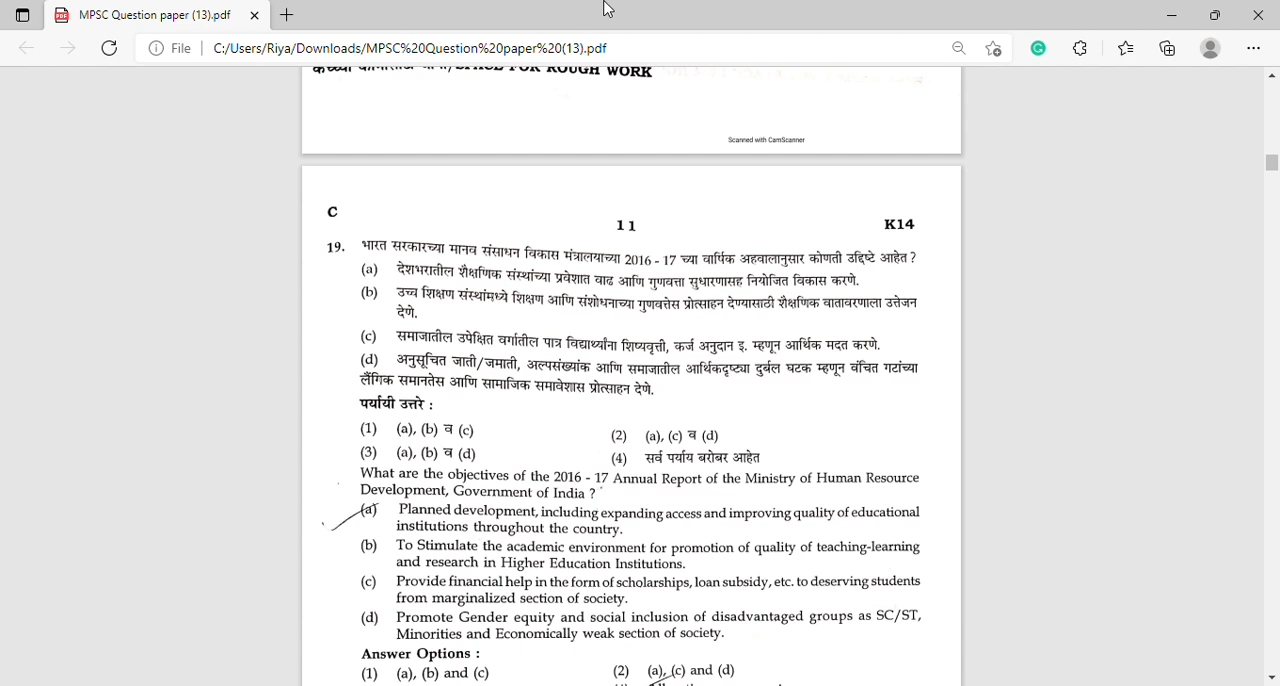 MPSC Question paper (13).pdf
File
C:/Users/Riya/Downloads/MPSC%20Question%20paper%20(13).pdf
SPACE FOR ROUGH WORK
Scanned with CamScanner
C
11
K14
19. भारत सरकारच्या मानव संसाधन विकास मंत्रालयाच्या 2016 - 17 च्या वार्षिक अहवालानुसार कोणती उद्दिष्टे आहेत ?
(a) देशभरातील शैक्षणिक संस्थांच्या प्रवेशात वाढ आणि गुणवत्ता सुधारणासह नियोजित विकास करणे.
(b) उच्च शिक्षण संस्थांमध्ये शिक्षण आणि संशोधनाच्या गुणवत्तेस प्रोत्साहन देण्यासाठी शैक्षणिक वातावरणाला उत्तेजन
देणे.
(c) समाजातील उपेक्षित वर्गातील पात्र विद्यार्थ्यांना शिष्यवृत्ती, कर्ज अनुदान इ. म्हणून आर्थिक मदत करणे.
(d) अनुसूचित जाती/जमाती, अल्पसंख्यांक आणि समाजातील आर्थिकदृष्ट्या दुर्बल घटक म्हणून वंचित गटांच्या
लैंगिक समानतेस आणि सामाजिक समावेशास प्रोत्साहन देणे.
पर्यायी उत्तरे :
(1) (a), (b) व (c) (2) (a), (c) व (d)
(3) (a), (b) व (d) (4) सर्व पर्याय बरोबर आहेत
What are the objectives of the 2016 - 17 Annual Report of the Ministry of Human Resource
Development, Government of India ?
(a) Planned development, including expanding access and improving quality of educational
institutions throughout the country.
(b) To Stimulate the academic environment for promotion of quality of teaching-learning
and research in Higher Education Institutions.
(c) Provide financial help in the form of scholarships, loan subsidy, etc. to deserving students
from marginalized section of society.
(d) Promote Gender equity and social inclusion of disadvantaged groups as SC/ST,
Minorities and Economically weak section of society.
Answer Options :
(1) (a), (b) and (c) (2) (a), (c) and (d)